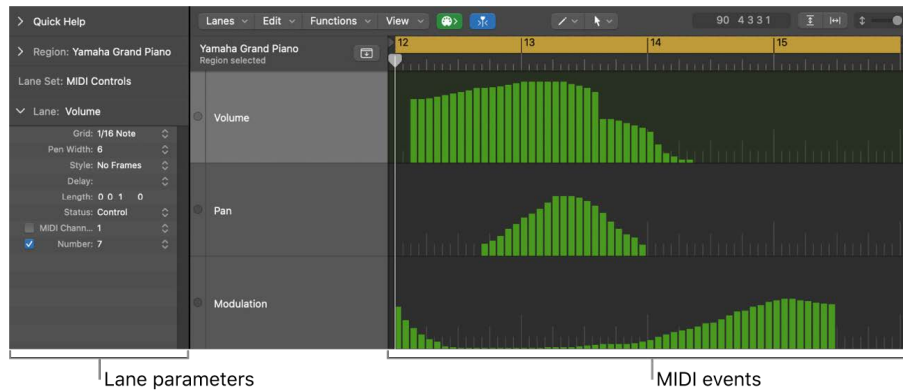 Quick Help
Lanes Edit Functions View 90 4 3 3 1
Region: Yamaha Grand Piano
Yamaha Grand Piano
Region selected
12 13 14 15
Lane Set: MIDI Controls
Lane: Volume
Grid: 1/16 Note
Pen Width: 6
Style: No Frames
Delay:
Length: 0 0 1 0
Status: Control
MIDI Chann... 1
Number: 7
Volume
Pan
Modulation
Lane parameters
MIDI events